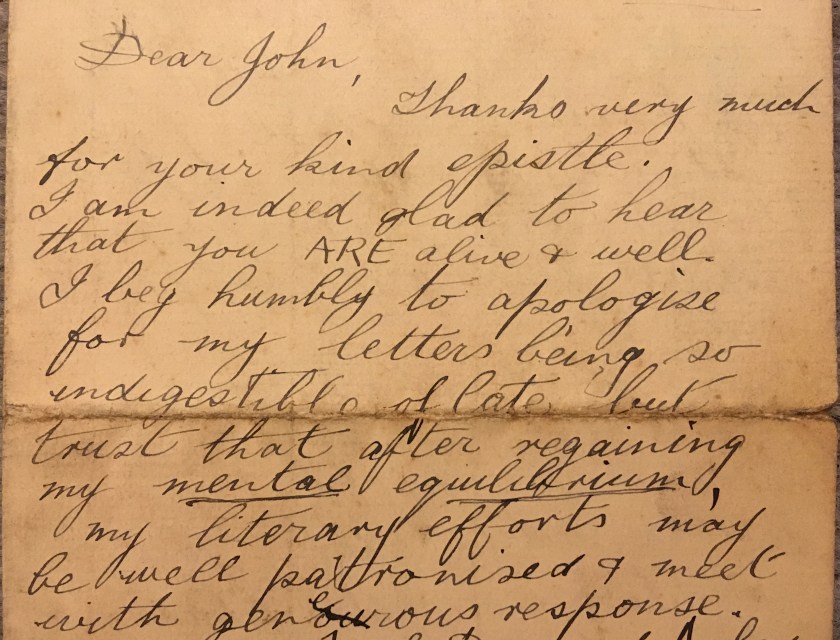 Dear John,
Thanks very much
for your kind epistle.
I am indeed glad to hear
that you ARE alive & well.
I beg humbly to apologise
for my letters being so
indigestible of late, but
trust that after regaining
my mental equilibrium,
my literary efforts may
be well patronised & meet
with generous response.